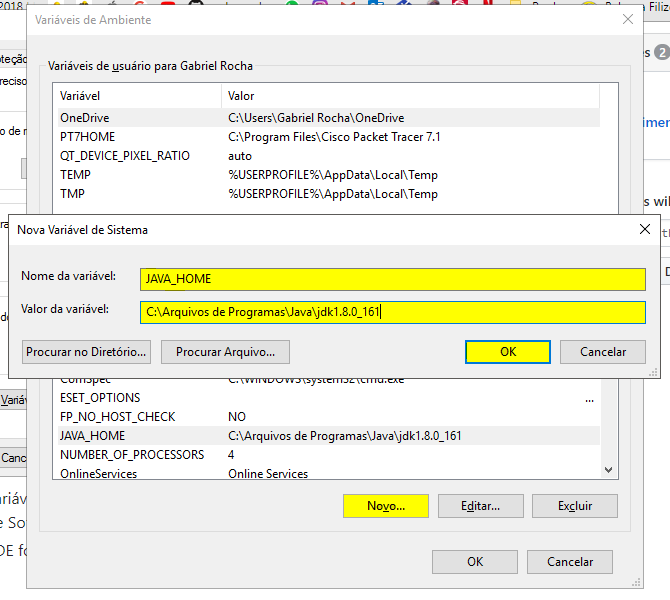 2018
Variáveis de Ambiente
Variáveis de usuário para Gabriel Rocha
Variável Valor
OneDrive C:\Users\Gabriel Rocha\OneDrive
PT7HOME C:\Program Files\Cisco Packet Tracer 7.1
QT_DEVICE_PIXEL_RATIO auto
TEMP %USERPROFILE%\AppData\Local\Temp
TMP %USERPROFILE%\AppData\Local\Temp
Nova Variável de Sistema
Nome da variável: JAVA_HOME
Valor da variável: C:\Arquivos de Programas\Java\jdk1.8.0_161
Procurar no Diretório... Procurar Arquivo... OK Cancelar
ComSpec C:\WINDOWS\system32\cmd.exe
ESET_OPTIONS ...
FP_NO_HOST_CHECK NO
JAVA_HOME C:\Arquivos de Programas\Java\jdk1.8.0_161
NUMBER_OF_PROCESSORS 4
OnlineServices Online Services
Novo... Editar... Excluir
OK Cancelar